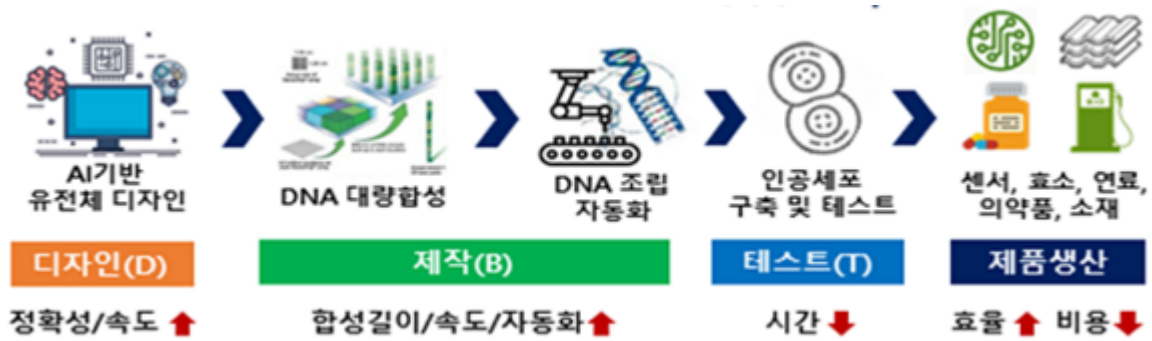 AI기반
유전체 디자인
DNA 대량합성
DNA 조립
자동화
인공세포
구축 및 테스트
센서, 효소, 연료,
의약품, 소재
디자인(D)
제작(B)
테스트(T)
제품생산
정확성/속도
합성길이/속도/자동화
시간
효율
비용